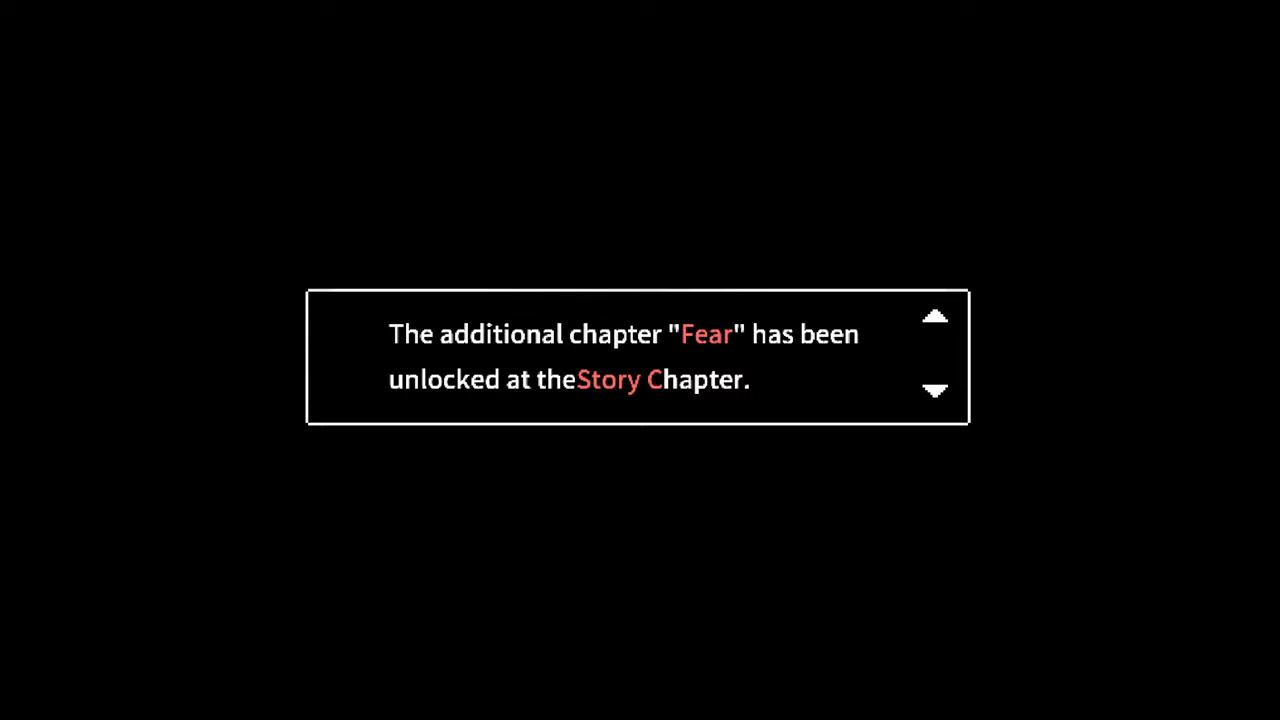 The additional chapter "Fear" has been
unlocked at theStory Chapter.